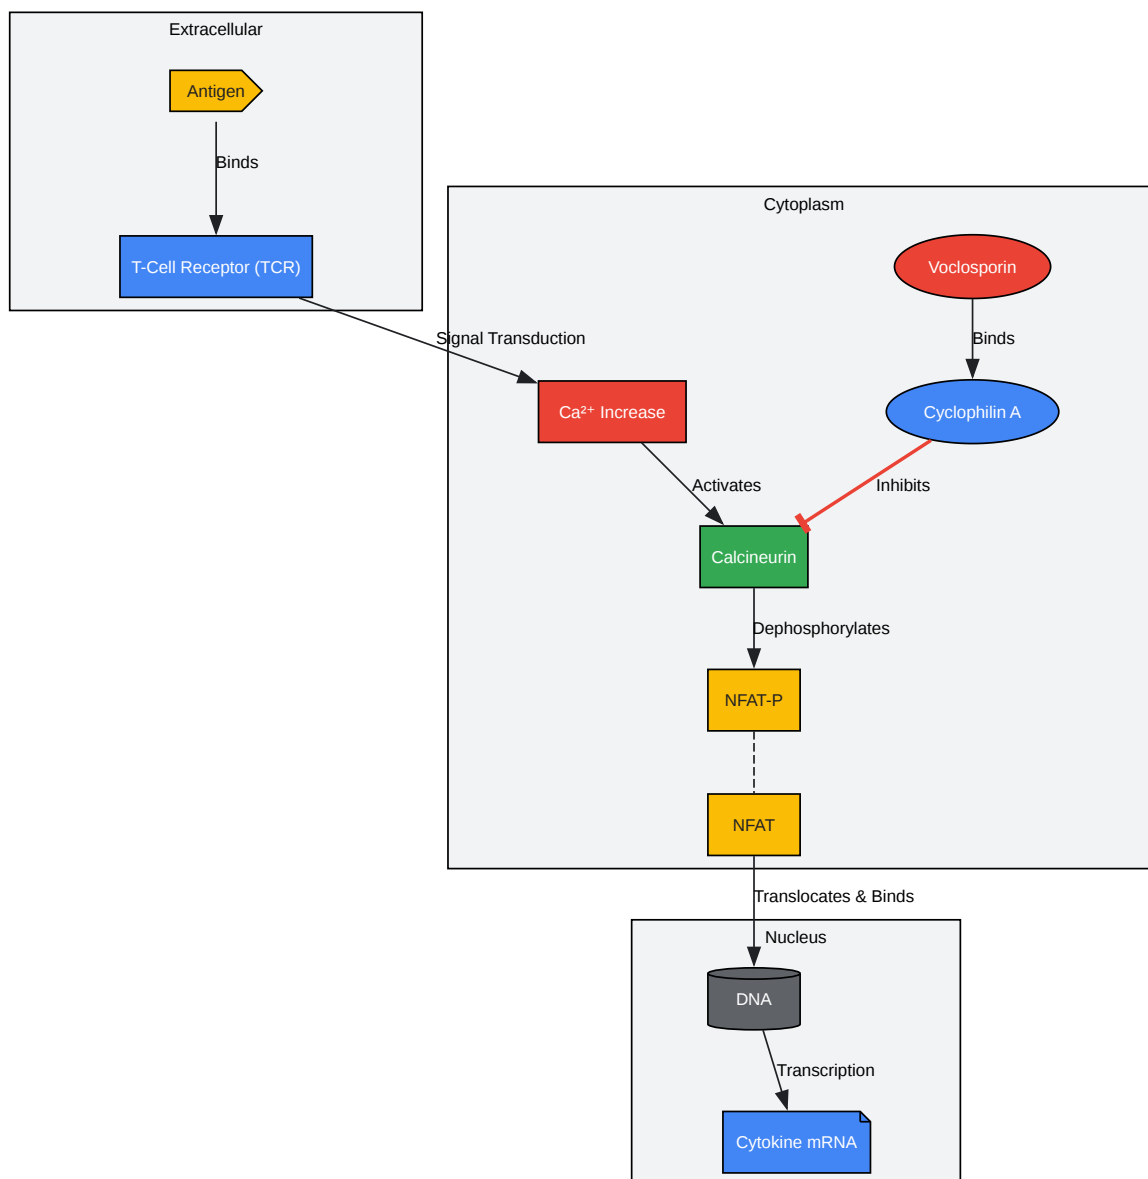 Extracellular
Antigen
Binds
T-Cell Receptor (TCR)
Signal Transduction
Cytoplasm
Voclosporin
Binds
Ca²⁺ Increase
Cyclophilin A
Activates
Inhibits
Calcineurin
Dephosphorylates
NFAT-P
NFAT
Translocates & Binds
Nucleus
DNA
Transcription
Cytokine mRNA